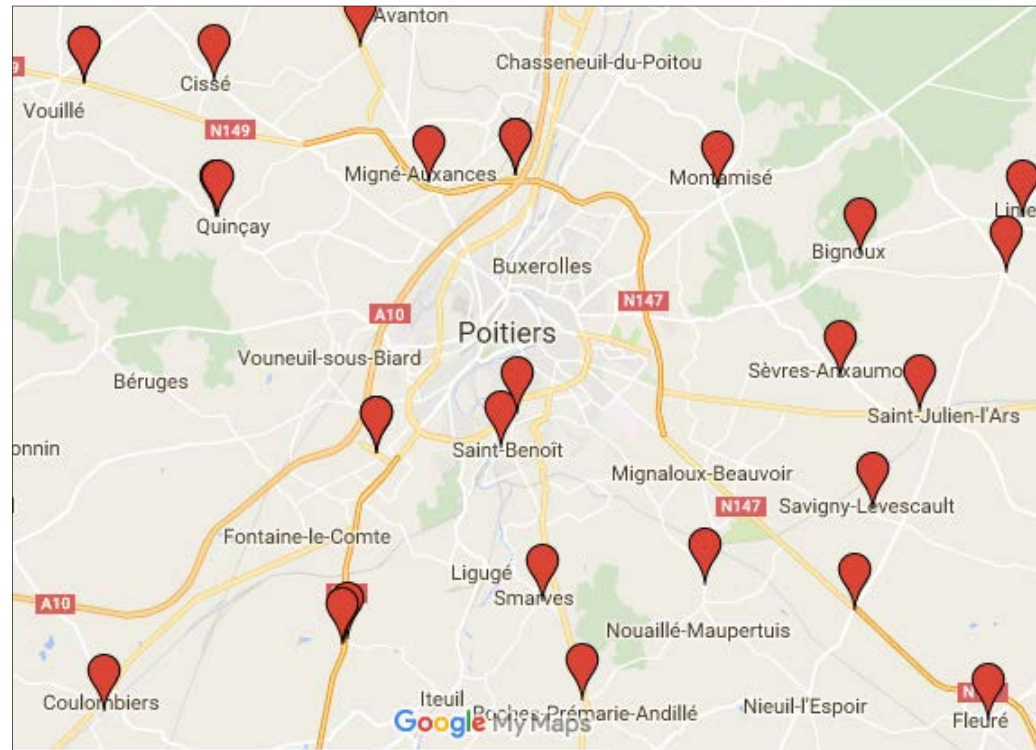 Avanton
Chasseneuil-du-Poitou
Cissé
Vouillé
N149
Migné-Auxances
Montamisé
Quinçay
Bignoux
Buxerolles
N147
A10
Poitiers
Vouneuil-sous-Biard
Béruges
Sèvres-Anxaumo
Saint-Julien-l'Ars
onnin
Saint-Benoît
Mignaloux-Beauvoir
N147
Savigny-Lévescault
Fontaine-le-Comte
Ligugé
A10
Smarves
Nouaillé-Maupertuis
Coulombiers
Iteuil
Roches-Prémarie-Andillé
Nieuil-l'Espoir
Fleuré
Google My Maps